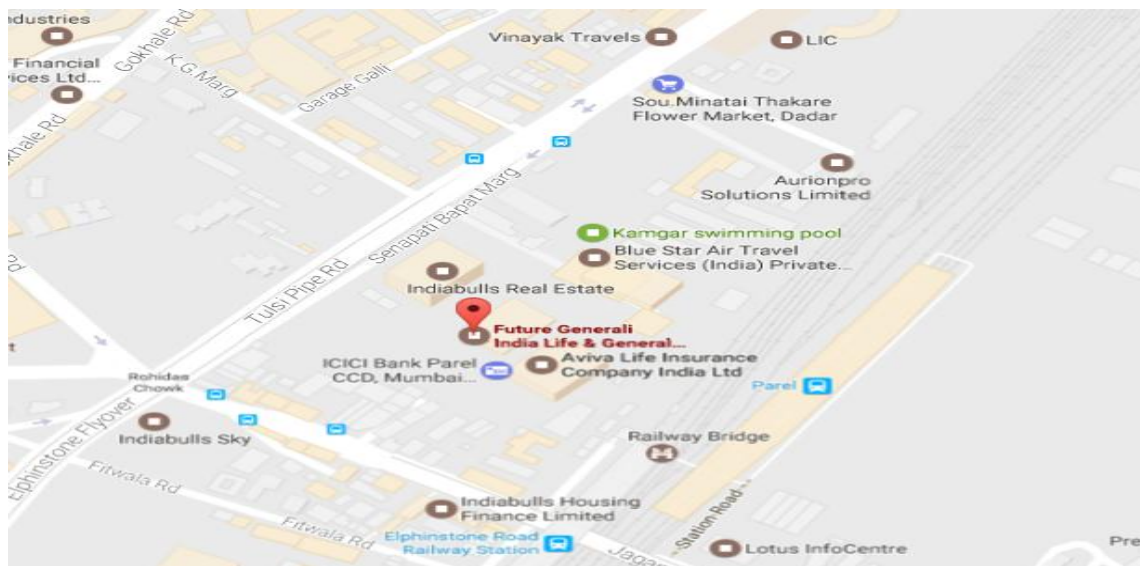 ndustries
Financial
ices Ltd...
Gokhale Rd
K.G.Marg
Garage Galli
Vinayak Travels
LIC
Sou.Minatai Thakare
Flower Market, Dadar
khale Rd
Aurionpro
Solutions Limited
Senapati Bapat Marg
Kamgar swimming pool
Blue Star Air Travel
Services (India) Private...
Indiabulls Real Estate
Tulsi Pipe Rd
Future Generali
India Life & General...
ICICI Bank Parel
CCD, Mumbai...
Aviva Life Insurance
Company India Ltd
Parel
Rohidas
Chowk
Elphinstone Flyover
Indiabulls Sky
Railway Bridge
Fitwala Rd
Indiabulls Housing
Finance Limited
Fitwala Rd
Elphinstone Road
Railway Station
Jagan
Station Road
Lotus InfoCentre
Pre